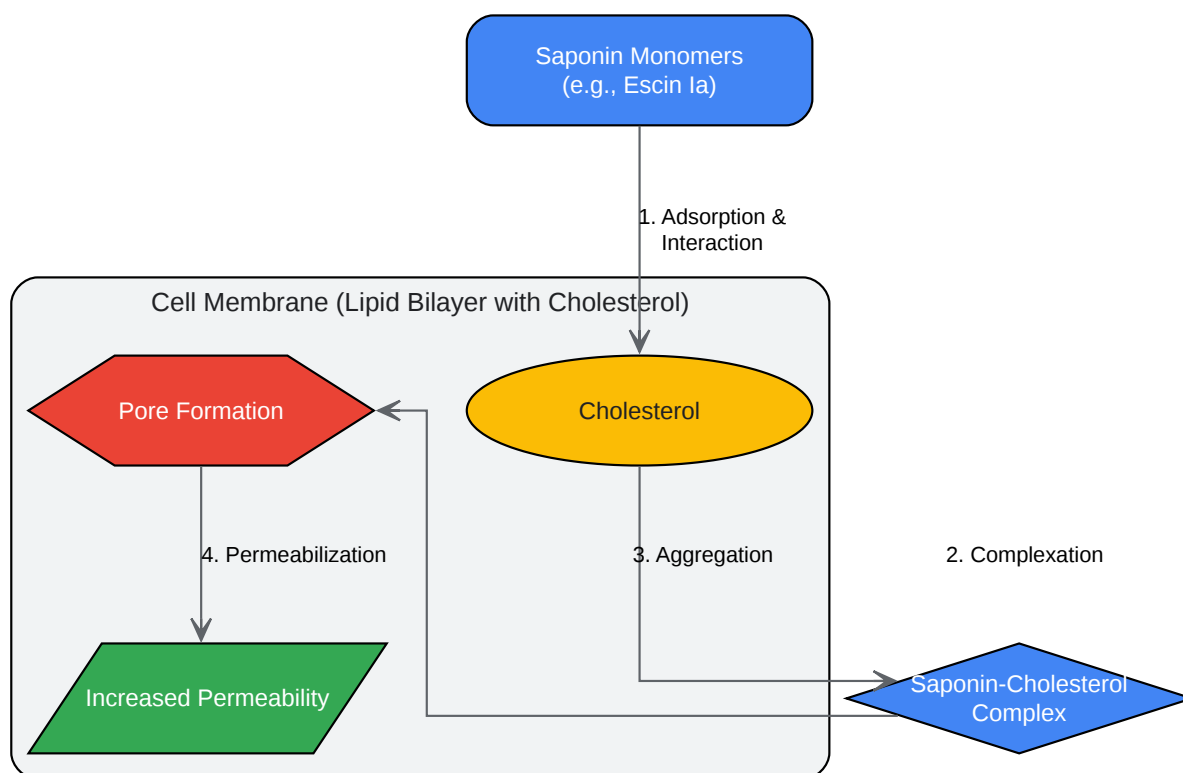 Saponin Monomers
(e.g., Escin Ia)
1. Adsorption &
Interaction
Cell Membrane (Lipid Bilayer with Cholesterol)
Pore Formation
Cholesterol
4. Permeabilization
3. Aggregation
2. Complexation
Increased Permeability
Saponin-Cholesterol
Complex